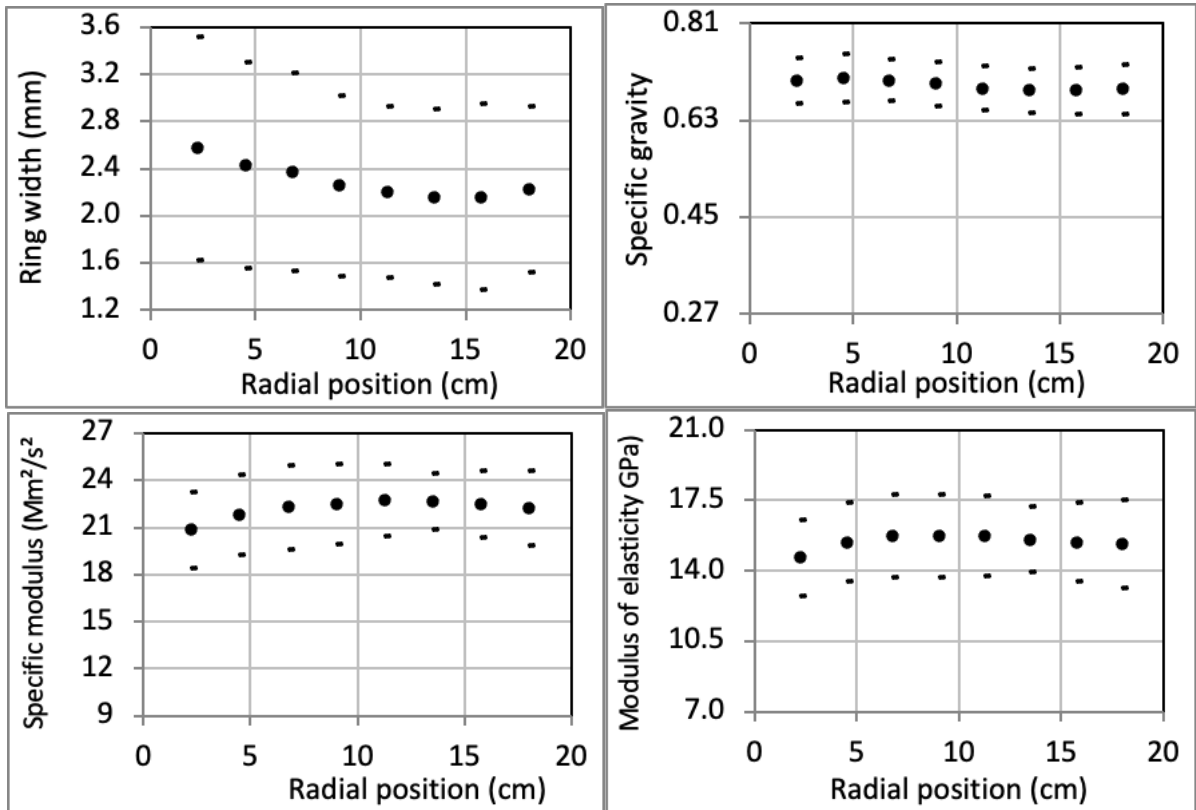 Ring width (mm)
3.6
3.2
2.8
2.4
2.0
1.6
1.2
0 5 10 15 20
Radial position (cm)
Specific gravity
0.81
0.63
0.45
0.27
0 5 10 15 20
Radial position (cm)
Specific modulus (Mm²/s²
27
24
21
18
15
12
9
0 5 10 15 20
Radial position (cm)
Modulus of elasticity GPa)
21.0
17.5
14.0
10.5
7.0
0 5 10 15 20
Radial position (cm)